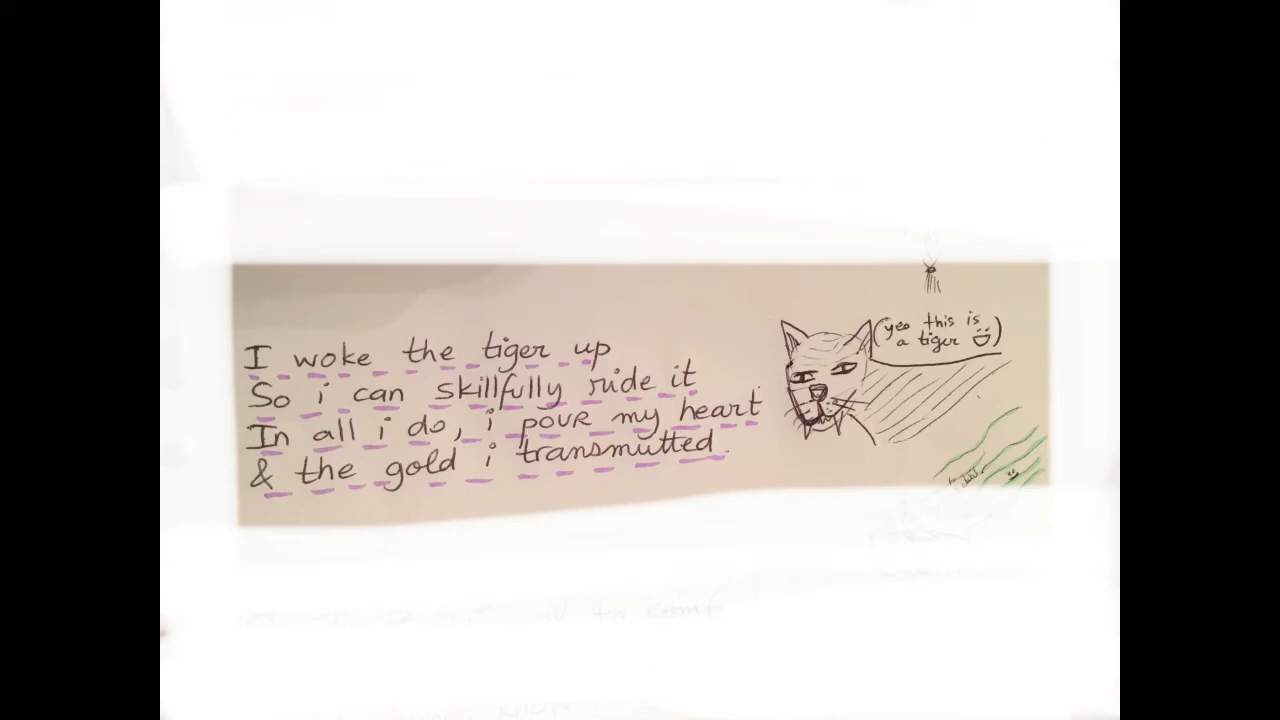 I woke the tiger up
So i can skillfully ride it
In all i do, i pour my heart
& the gold i transmutted.
(yes this is
a tiger)